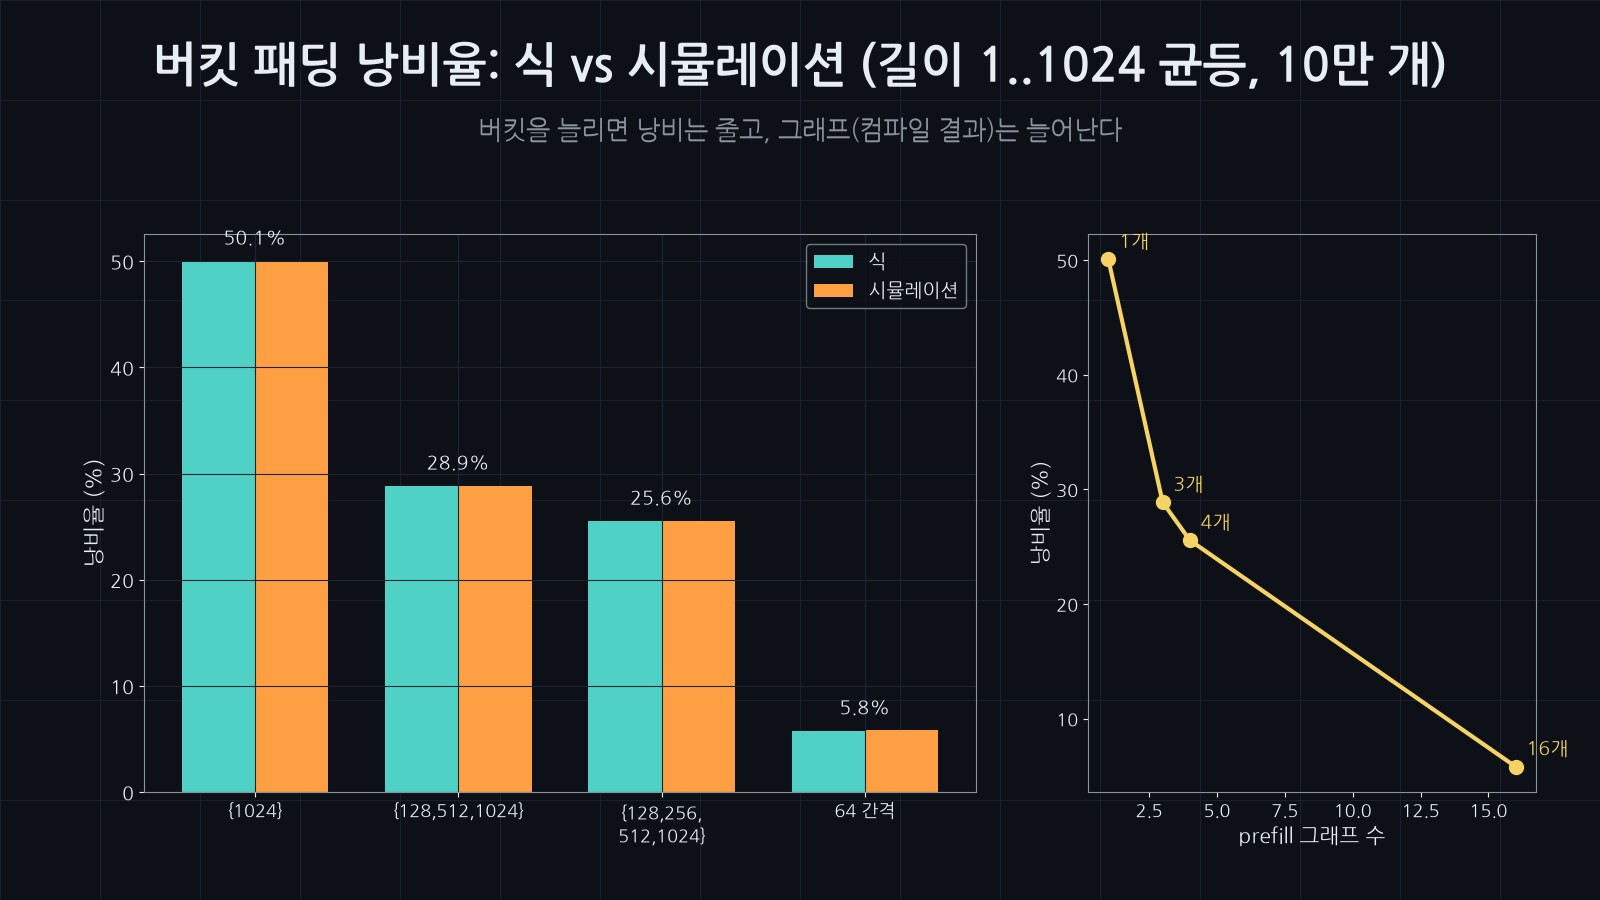 버킷 패딩 낭비율: 식 vs 시뮬레이션 (길이 1..1024 균등, 10만 개)
버킷을 늘리면 낭비는 줄고, 그래프(컴파일 결과)는 늘어난다
낭비율 (%)
50
40
30
20
10
0
50.1%
28.9%
25.6%
5.8%
식
시뮬레이션
{1024}
{128,512,1024}
{128,256,
512,1024}
64 간격
낭비율 (%)
50
40
30
20
10
1개
3개
4개
16개
2.5
5.0
7.5
10.0
12.5
15.0
prefill 그래프 수